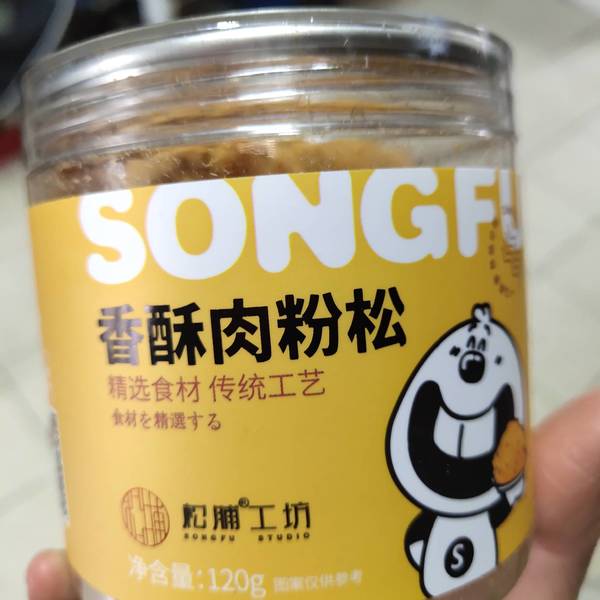 SONGFU
香酥肉粉松
精选食材 传统工艺
食材を精選する
松脯®工坊
SONGFU STUDIO
净含量:120g 图案仅供参考
S